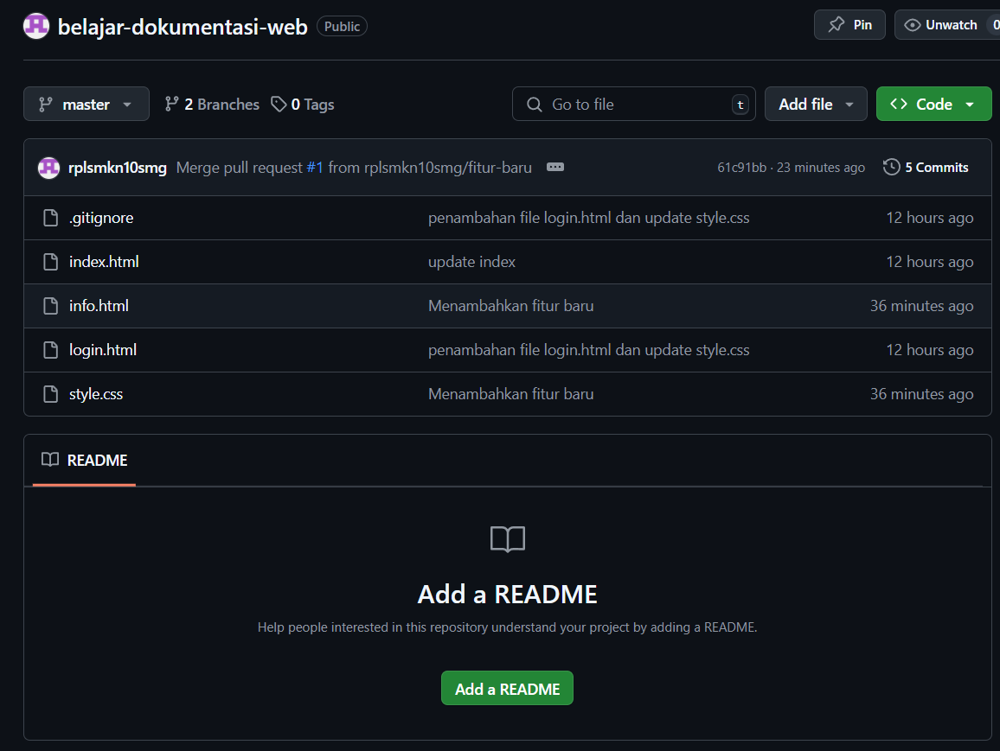 belajar-dokumentasi-web Public Pin Unwatch 0
master 2 Branches 0 Tags Go to file t Add file Code
rplsmkn10smg Merge pull request #1 from rplsmkn10smg/fitur-baru 61c91bb · 23 minutes ago 5 Commits
.gitignore penambahan file login.html dan update style.css 12 hours ago
index.html update index 12 hours ago
info.html Menambahkan fitur baru 36 minutes ago
login.html penambahan file login.html dan update style.css 12 hours ago
style.css Menambahkan fitur baru 36 minutes ago
README
Add a README
Help people interested in this repository understand your project by adding a README.
Add a README